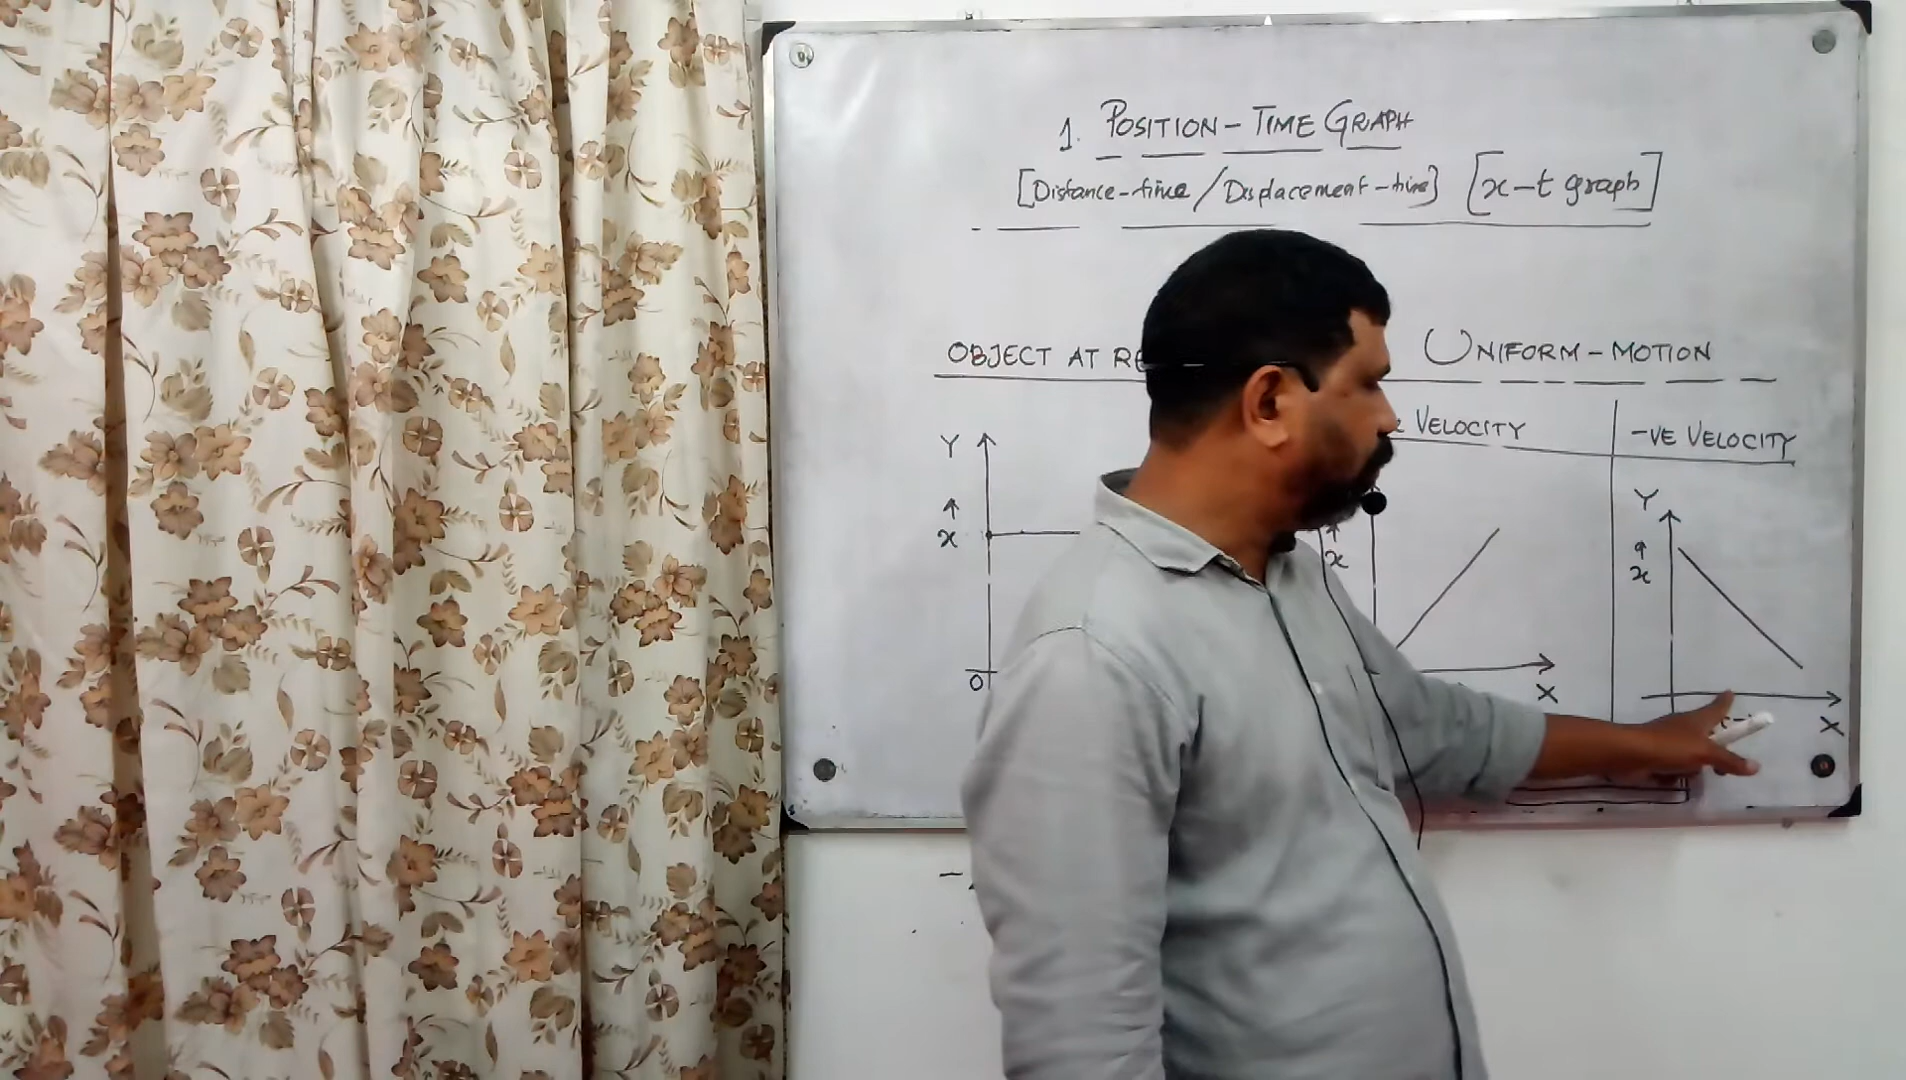 1. POSITION - TIME GRAPH
[Distance-time / Displacement-time] [x-t graph]
OBJECT AT RE
UNIFORM - MOTION
VELOCITY
-VE VELOCITY
Y
x
O
x
X
Y
x
X